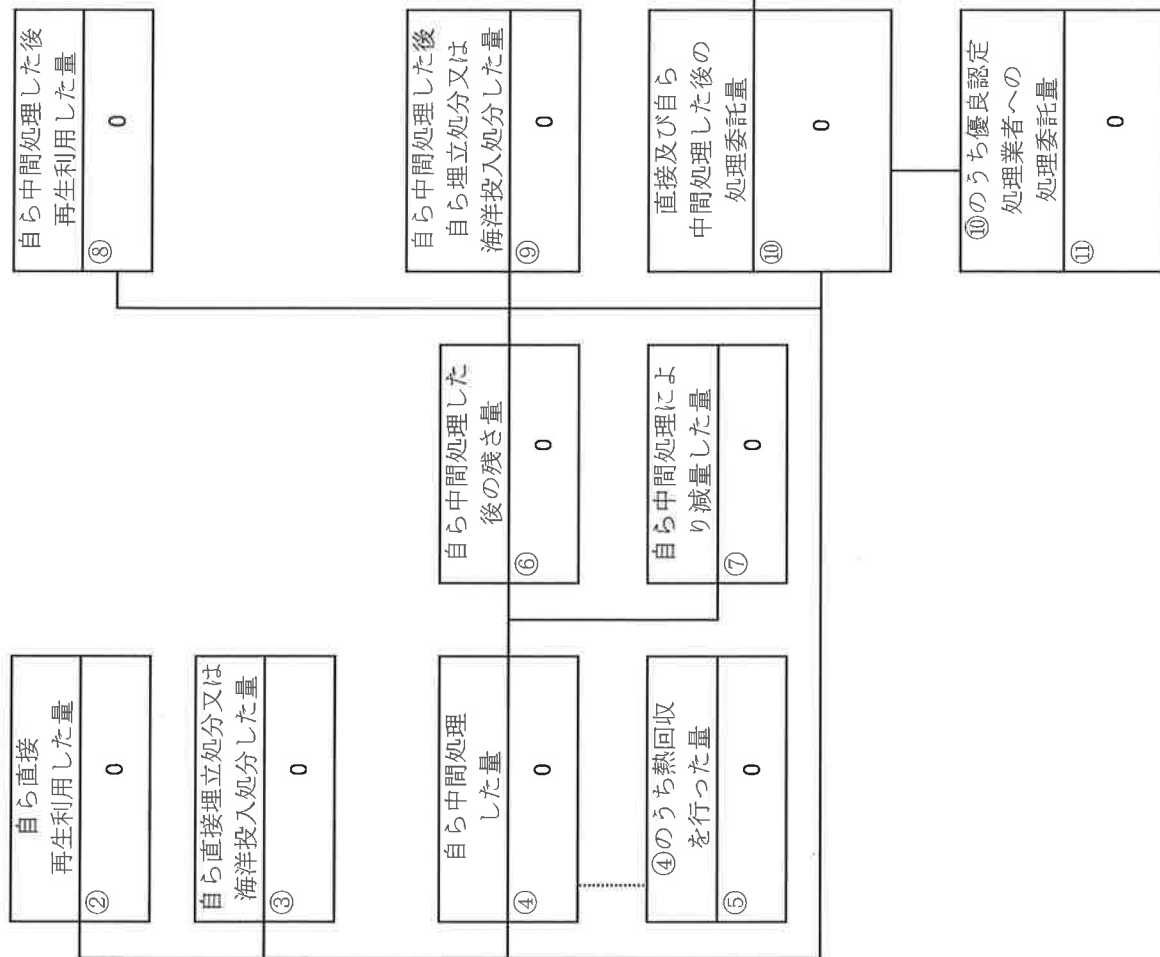 自ら直接
再生利用した量
②
0
自ら直接埋立処分又は
海洋投入処分した量
③
0
自ら中間処理
した量
④
0
④のうち熱回収
を行った量
⑤
0
自ら中間処理した
後の残さ量
⑥
0
自ら中間処理によ
り減量した量
⑦
0
自ら中間処理した後
再生利用した量
⑧
0
自ら中間処理した後
自ら埋立処分又は
海洋投入処分した量
⑨
0
直接及び自ら
中間処理した後の
処理委託量
⑩
0
⑩のうち優良認定
処理業者への
処理委託量
⑪
0